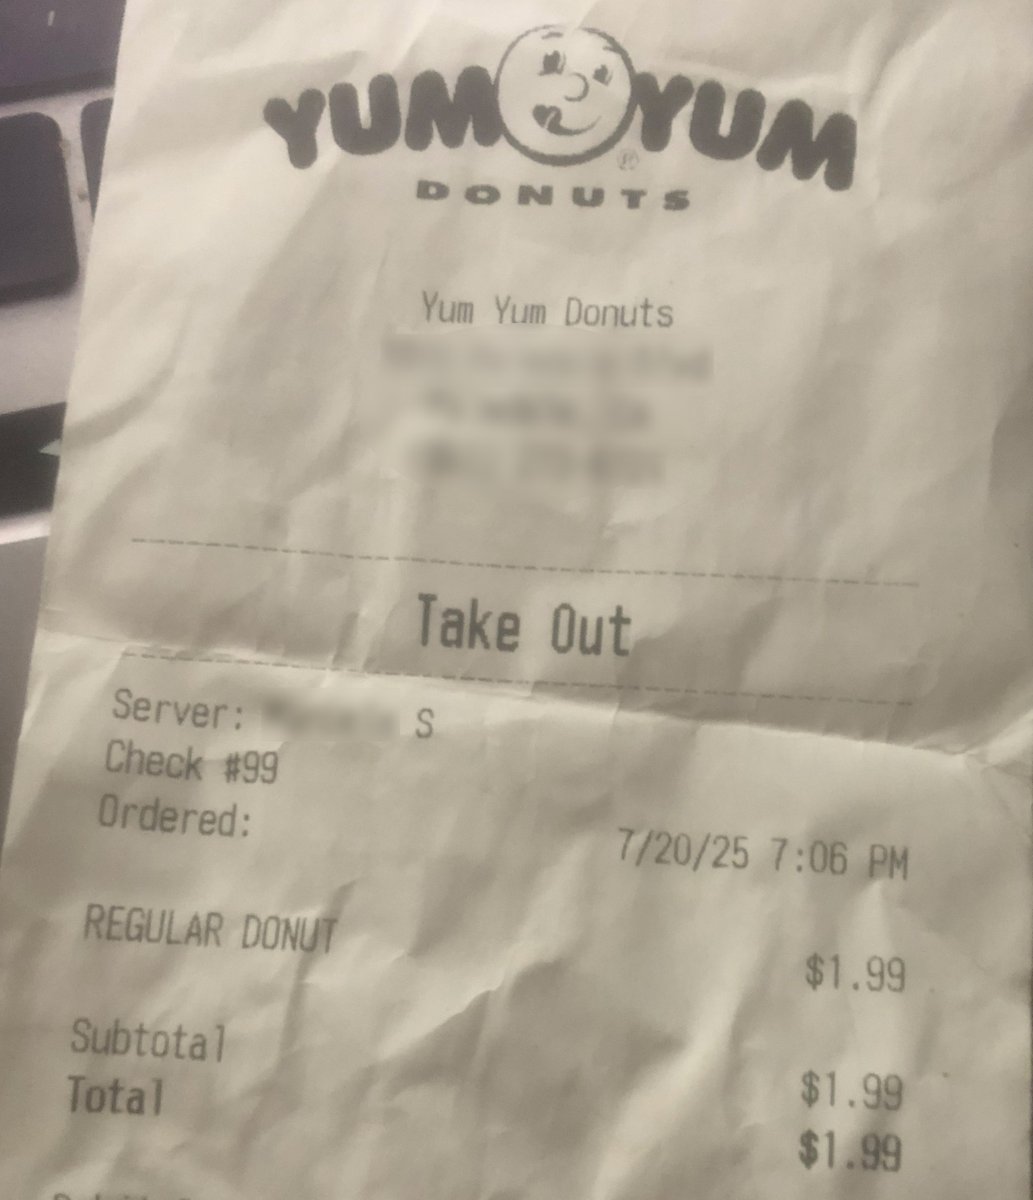 YUM YUM
DONUTS
Yum Yum Donuts
Take Out
Server: S
Check #99
Ordered: 7/20/25 7:06 PM
REGULAR DONUT $1.99
Subtotal $1.99
Total $1.99